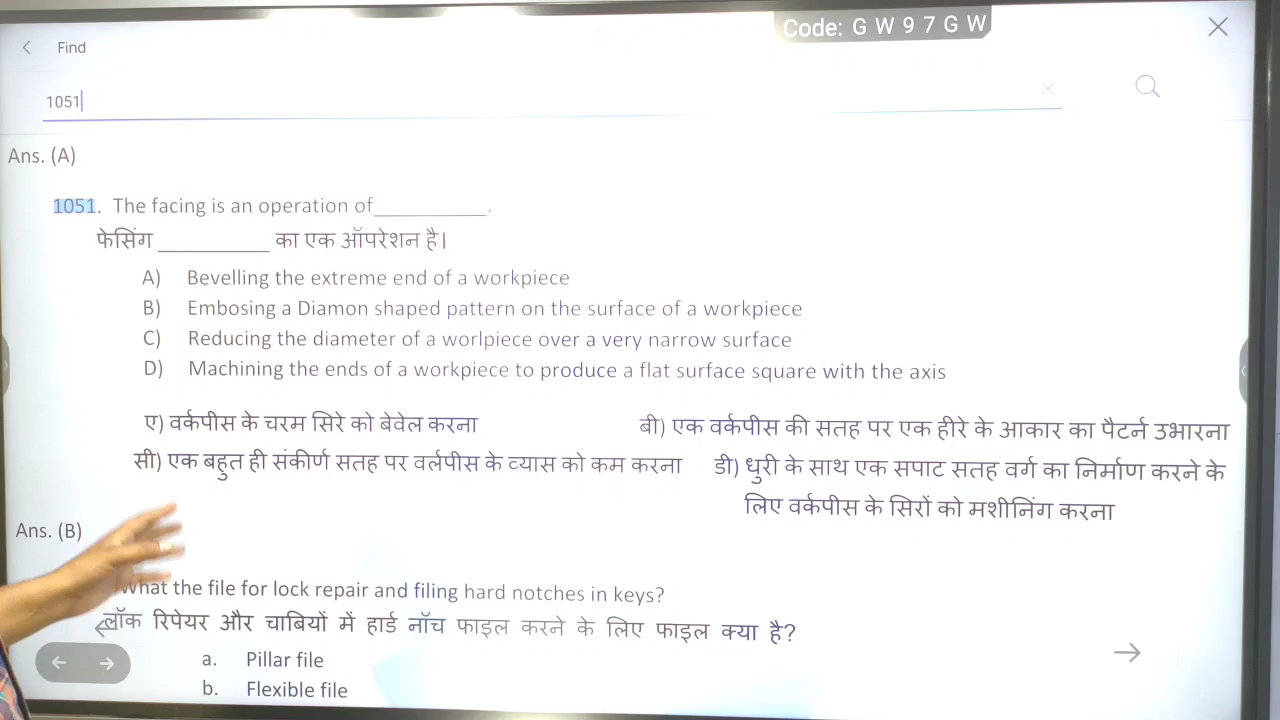 Code: G W 9 7 G W
Find
1051
Ans. (A)
1051. The facing is an operation of__________.
फेसिंग __________ का एक ऑपरेशन है।
A) Bevelling the extreme end of a workpiece
B) Embosing a Diamon shaped pattern on the surface of a workpiece
C) Reducing the diameter of a worlpiece over a very narrow surface
D) Machining the ends of a workpiece to produce a flat surface square with the axis
ए) वर्कपीस के चरम सिरे को बेवेल करना बी) एक वर्कपीस की सतह पर एक हीरे के आकार का पैटर्न उभारना
सी) एक बहुत ही संकीर्ण सतह पर वर्लपीस के व्यास को कम करना डी) धुरी के साथ एक सपाट सतह वर्ग का निर्माण करने के
लिए वर्कपीस के सिरों को मशीनिंग करना
Ans. (B)
What the file for lock repair and filing hard notches in keys?
लॉक रिपेयर और चाबियों में हार्ड नॉच फाइल करने के लिए फाइल क्या है?
a. Pillar file
b. Flexible file